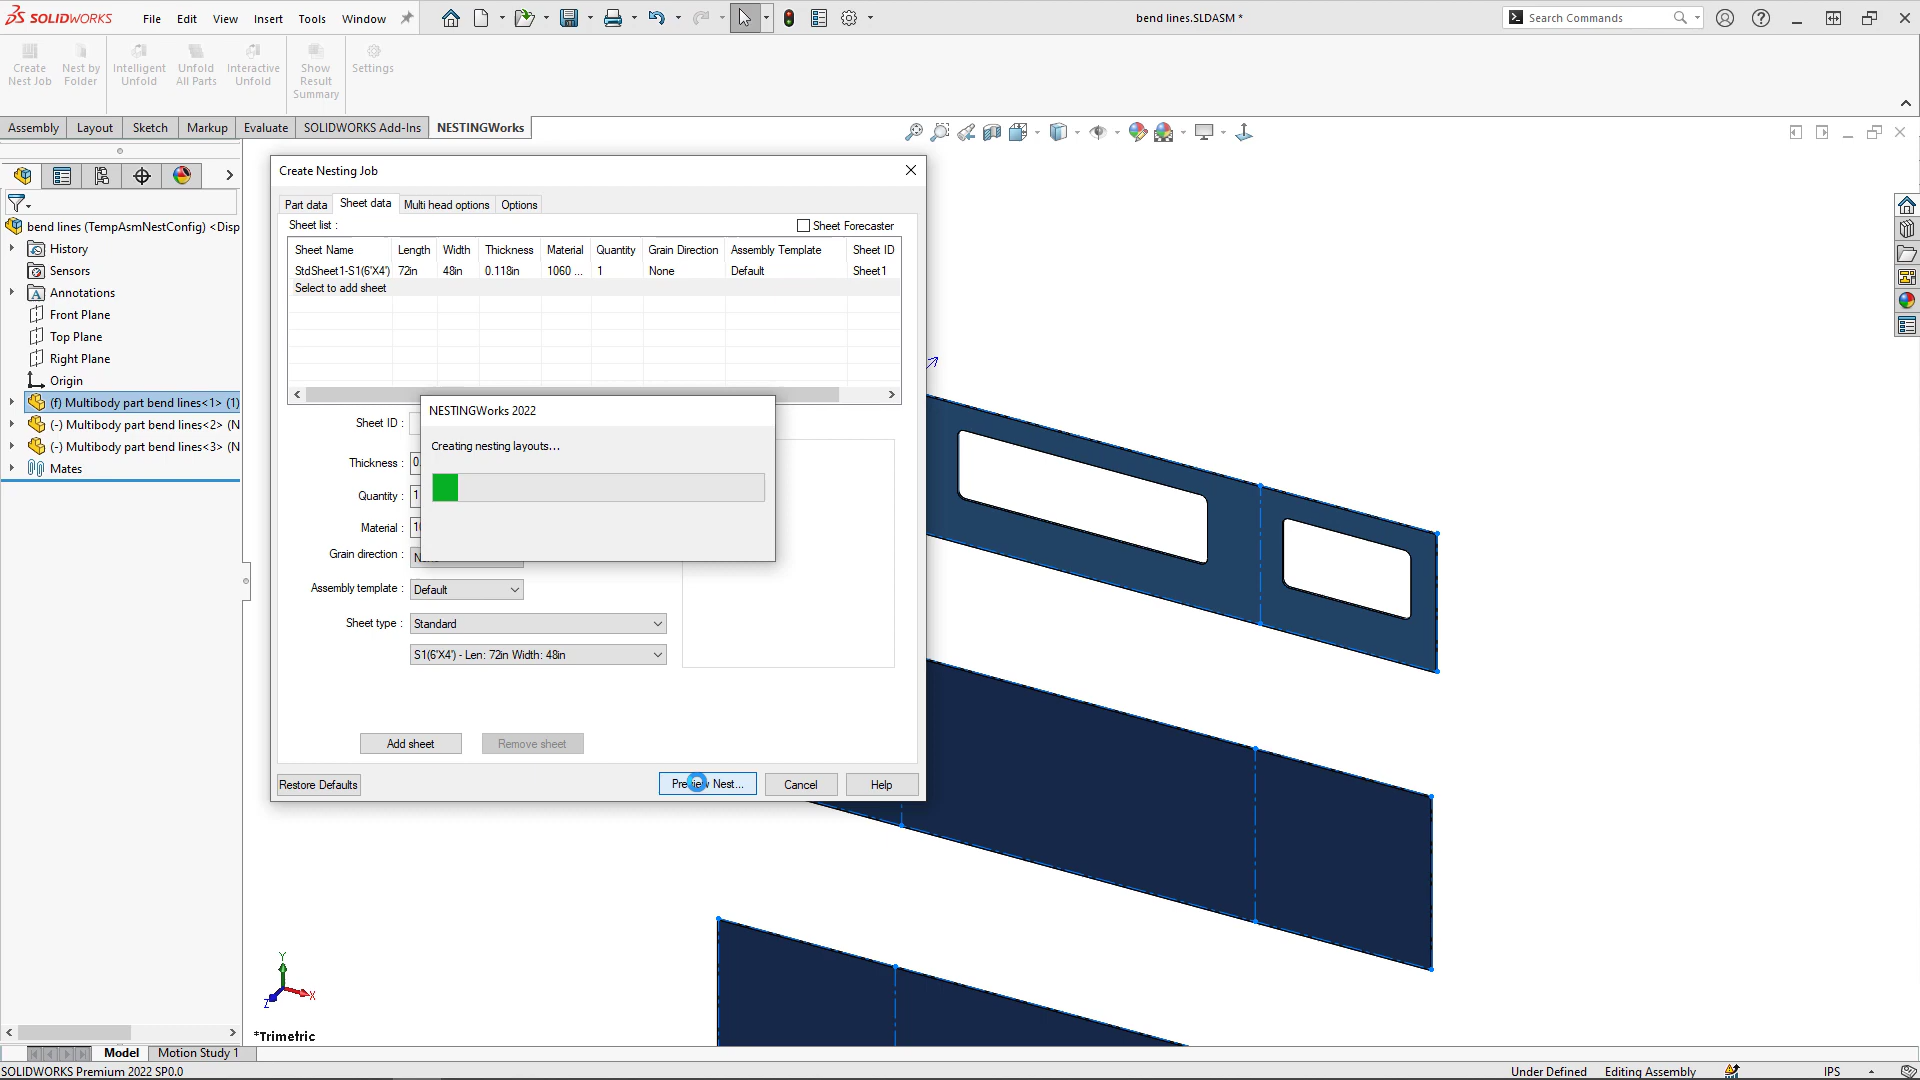 SOLIDWORKS File Edit View Insert Tools Window bend lines.SLDASM * Search Commands
Create Nest Job
Nest by Folder
Intelligent Unfold
Unfold All Parts
Interactive Unfold
Show Result Summary
Settings
Assembly Layout Sketch Markup Evaluate SOLIDWORKS Add-Ins NESTINGWorks
bend lines (TempAsmNestConfig) <Disp
History
Sensors
Annotations
Front Plane
Top Plane
Right Plane
Origin
(f) Multibody part bend lines<1> (1)
(-) Multibody part bend lines<2> (N
(-) Multibody part bend lines<3> (N
Mates
Create Nesting Job
Part data Sheet data Multi head options Options
Sheet list : Sheet Forecaster
Sheet Name Length Width Thickness Material Quantity Grain Direction Assembly Template Sheet ID
StdSheet1-S1(6'X4') 72in 48in 0.118in 1060 ... 1 None Default Sheet1
Select to add sheet
NESTINGWorks 2022
Creating nesting layouts...
Sheet ID :
Thickness : 0.
Quantity : 1
Material : 10
Grain direction :
Assembly template : Default
Sheet type : Standard
S1(6'X4') - Len: 72in Width: 48in
Add sheet Remove sheet
Restore Defaults Preview Nest... Cancel Help
Y
X
Z
*Trimetric
Model Motion Study 1
SOLIDWORKS Premium 2022 SP0.0 Under Defined Editing Assembly IPS